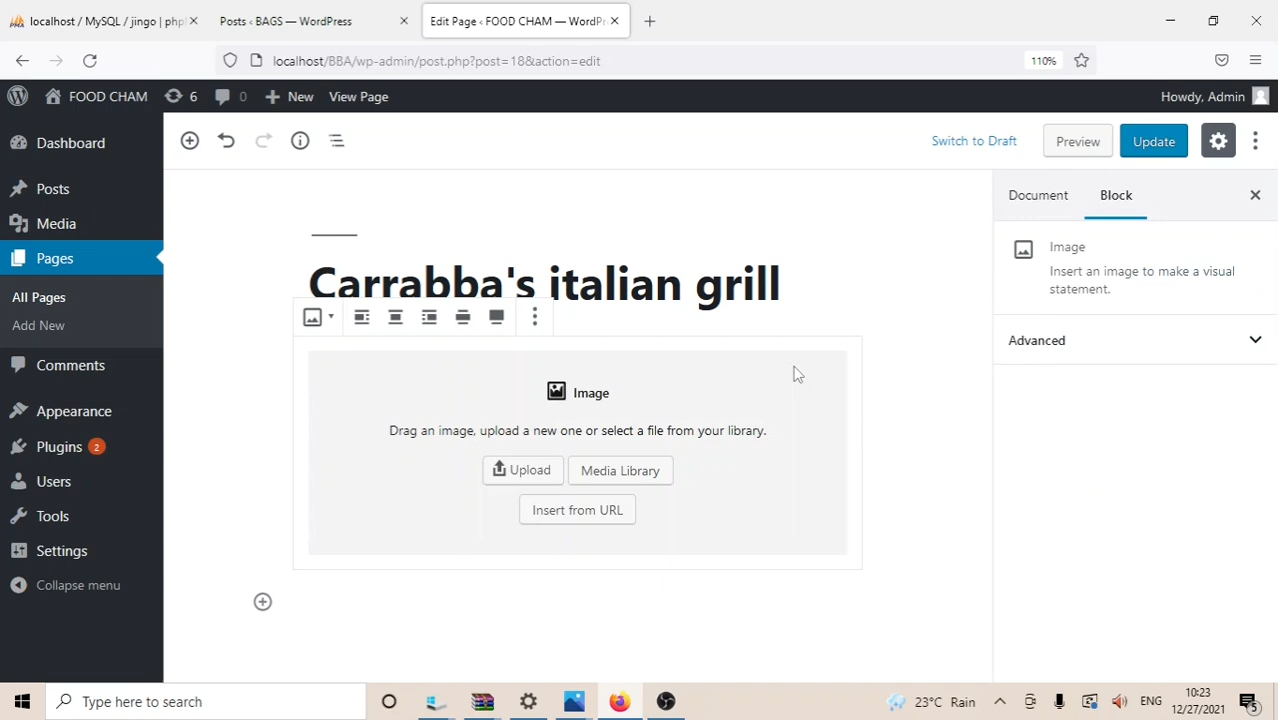 localhost / MySQL / jingo | php
Posts ‹ BAGS — WordPress
Edit Page ‹ FOOD CHAM — WordPr
localhost/BBA/wp-admin/post.php?post=18&action=edit
110%
FOOD CHAM
6
0
New
View Page
Howdy, Admin
Dashboard
Posts
Media
Pages
All Pages
Add New
Comments
Appearance
Plugins 2
Users
Tools
Settings
Collapse menu
Switch to Draft
Preview
Update
Document
Block
Image
Insert an image to make a visual
statement.
Advanced
Carrabba's italian grill
Image
Drag an image, upload a new one or select a file from your library.
Upload
Media Library
Insert from URL
Type here to search
23°C Rain
ENG
10:23
12/27/2021
5